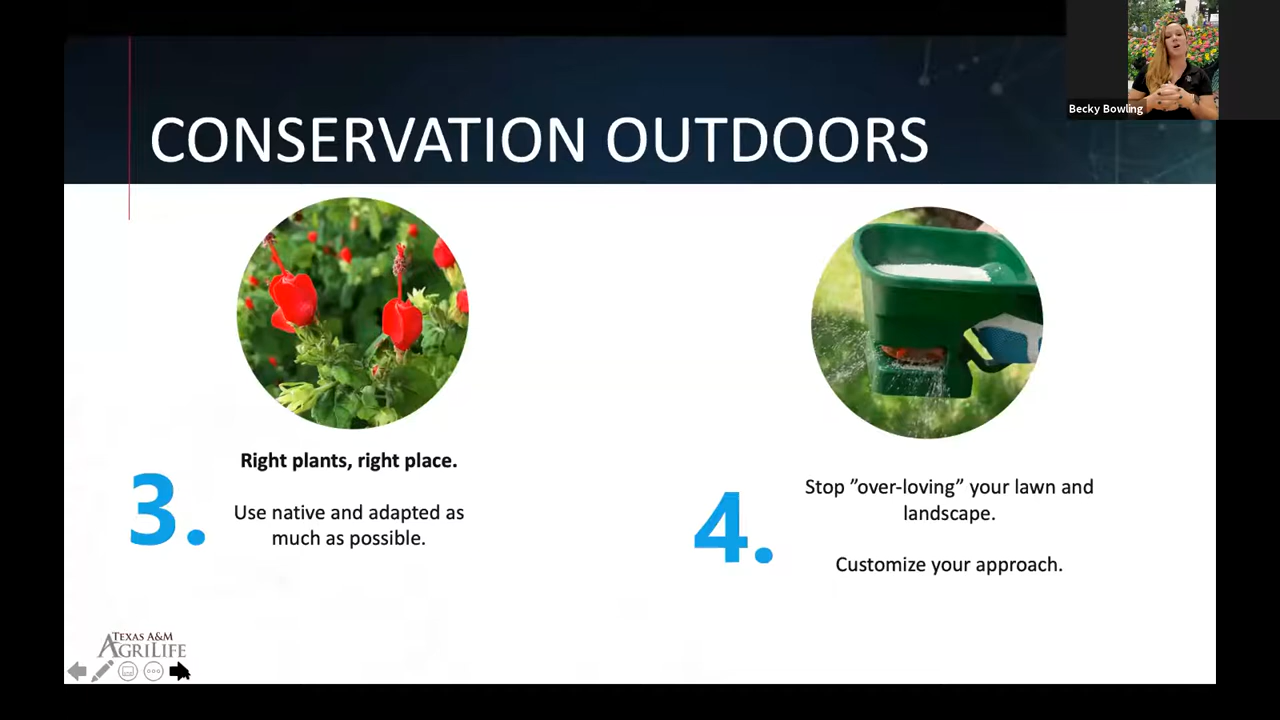 Becky Bowling
CONSERVATION OUTDOORS
Right plants, right place.
3.
Use native and adapted as
much as possible.
Stop ”over-loving” your lawn and
landscape.
4.
Customize your approach.
TEXAS A&M
AGRILIFE